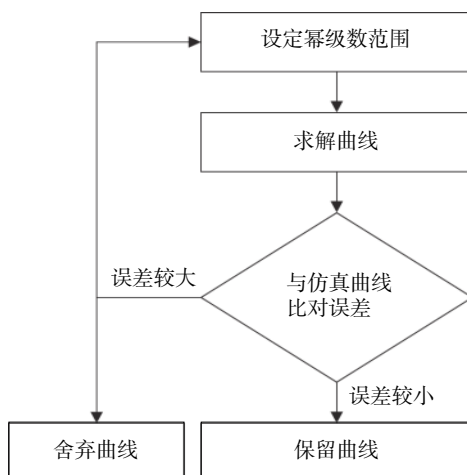 设定幂级数范围
求解曲线
误差较大
与仿真曲线
比对误差
误差较小
舍弃曲线
保留曲线